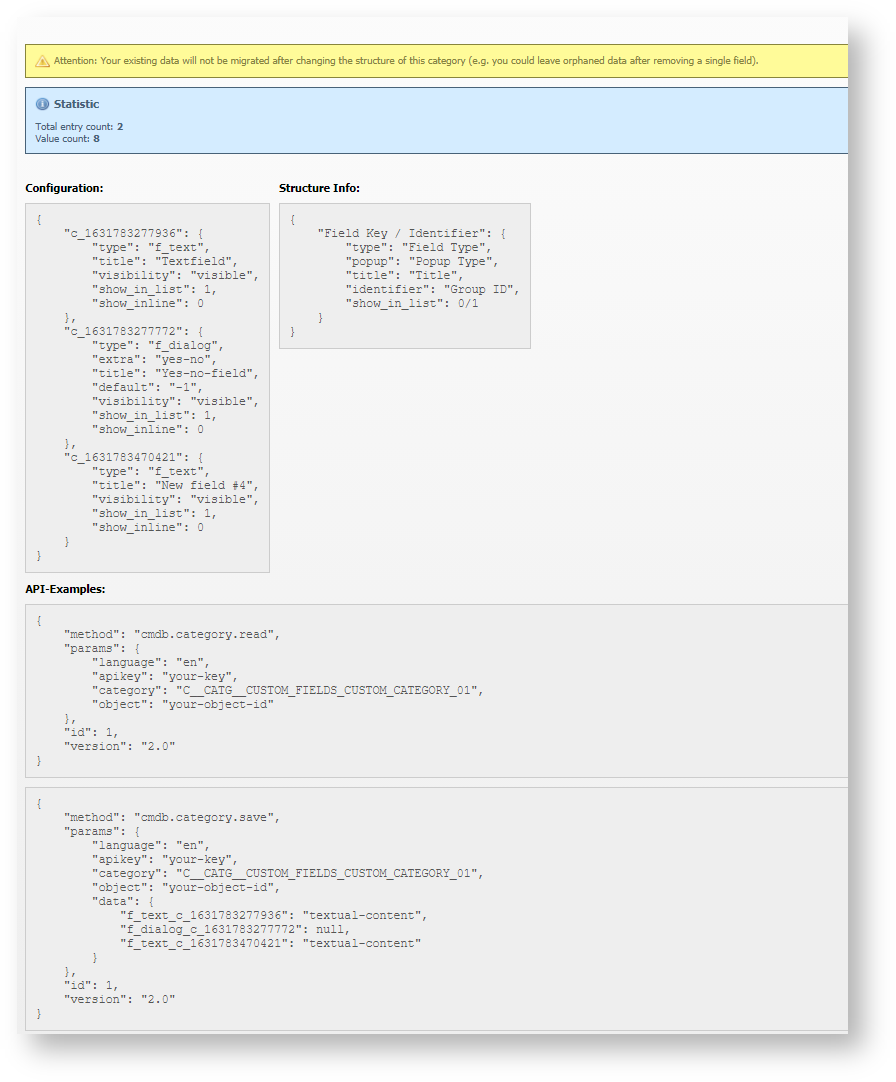 Attention: Your existing data will not be migrated after changing the structure of this category (e.g. you could leave orphaned data after removing a single field).
Statistic
Total entry count: 2
Value count: 8
Configuration:
{
    "c_1631783277936": {
        "type": "f_text",
        "title": "Textfield",
        "visibility": "visible",
        "show_in_list": 1,
        "show_inline": 0
    },
    "c_1631783277772": {
        "type": "f_dialog",
        "extra": "yes-no",
        "title": "Yes-no-field",
        "default": "-1",
        "visibility": "visible",
        "show_in_list": 1,
        "show_inline": 0
    },
    "c_1631783470421": {
        "type": "f_text",
        "title": "New field #4",
        "visibility": "visible",
        "show_in_list": 1,
        "show_inline": 0
    }
}
Structure Info:
{
    "Field Key / Identifier": {
        "type": "Field Type",
        "popup": "Popup Type",
        "title": "Title",
        "identifier": "Group ID",
        "show_in_list": 0/1
    }
}
API-Examples:
{
    "method": "cmdb.category.read",
    "params": {
        "language": "en",
        "apikey": "your-key",
        "category": "C__CATG__CUSTOM_FIELDS_CUSTOM_CATEGORY_01",
        "object": "your-object-id"
    },
    "id": 1,
    "version": "2.0"
}
{
    "method": "cmdb.category.save",
    "params": {
        "language": "en",
        "apikey": "your-key",
        "category": "C__CATG__CUSTOM_FIELDS_CUSTOM_CATEGORY_01",
        "object": "your-object-id",
        "data": {
            "f_text_c_1631783277936": "textual-content",
            "f_dialog_c_1631783277772": null,
            "f_text_c_1631783470421": "textual-content"
        }
    },
    "id": 1,
    "version": "2.0"
}